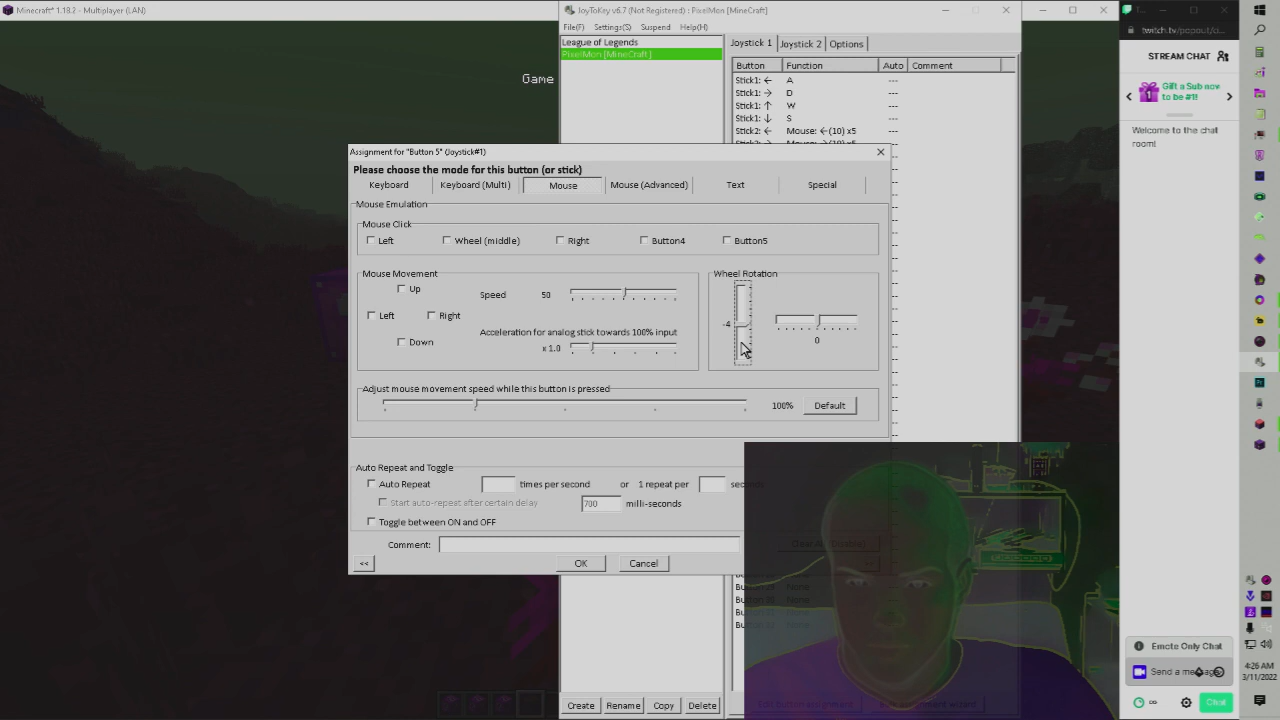 Minecraft* 1.18.2 - Multiplayer (LAN)
JoyToKey v6.7 (Not Registered) : PixelMon [MineCraft]
File(F) Settings(S) Suspend Help(H)
League of Legends
PixelMon [MineCraft]
Game
Joystick 1 Joystick 2 Options
Button Function Auto Comment
Stick1: ← A ---
Stick1: → D ---
Stick1: ↑ W ---
Stick1: ↓ S ---
Stick2: ← Mouse: ←(10) x5 ---
Assignment for "Button 5" (Joystick#1)
Please choose the mode for this button (or stick)
Keyboard Keyboard (Multi) Mouse Mouse (Advanced) Text Special
Mouse Emulation
Mouse Click
Left Wheel (middle) Right Button4 Button5
Mouse Movement
Up
Left Right
Down
Speed 50
Acceleration for analog stick towards 100% input
x 1.0
Wheel Rotation
-4
0
Adjust mouse movement speed while this button is pressed
100% Default
Auto Repeat and Toggle
Auto Repeat times per second or 1 repeat per seconds
Start auto-repeat after certain delay 700 milli-seconds
Toggle between ON and OFF
Comment:
<< OK Cancel
Create Rename Copy Delete
twitch.tv/popout/ci...
STREAM CHAT
Gift a Sub now
to be #1!
Welcome to the chat
room!
Emote Only Chat
Send a message
Chat
4:26 AM
3/11/2022